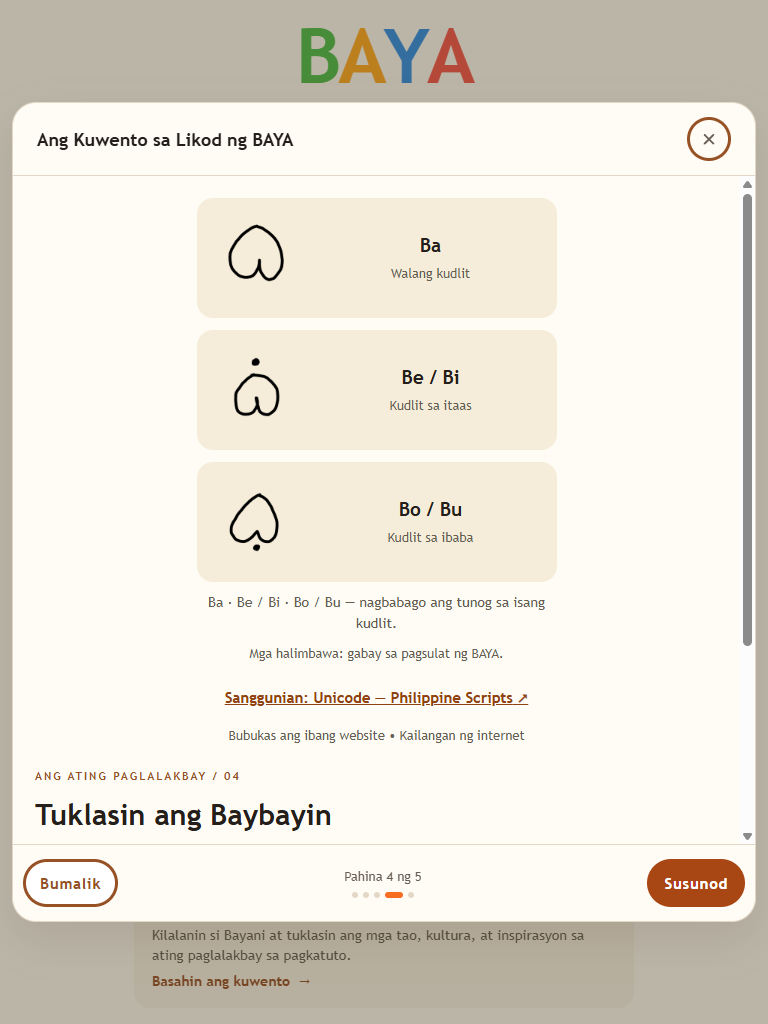 BAYA
Ang Kuwento sa Likod ng BAYA
×
ᜊ
Ba
Walang kudlit
ᜊᜒ
Be / Bi
Kudlit sa itaas
ᜊᜓ
Bo / Bu
Kudlit sa ibaba
Ba · Be / Bi · Bo / Bu — nagbabago ang tunog sa isang
kudlit.
Mga halimbawa: gabay sa pagsulat ng BAYA.
Sanggunian: Unicode — Philippine Scripts ↗
Bubukas ang ibang website • Kailangan ng internet
ANG ATING PAGLALAKBAY / 04
Tuklasin ang Baybayin
Bumalik
Pahina 4 ng 5
Susunod
Kilalanin si Bayani at tuklasin ang mga tao, kultura, at inspirasyon sa
ating paglalakbay sa pagkatuto.
Basahin ang kuwento →